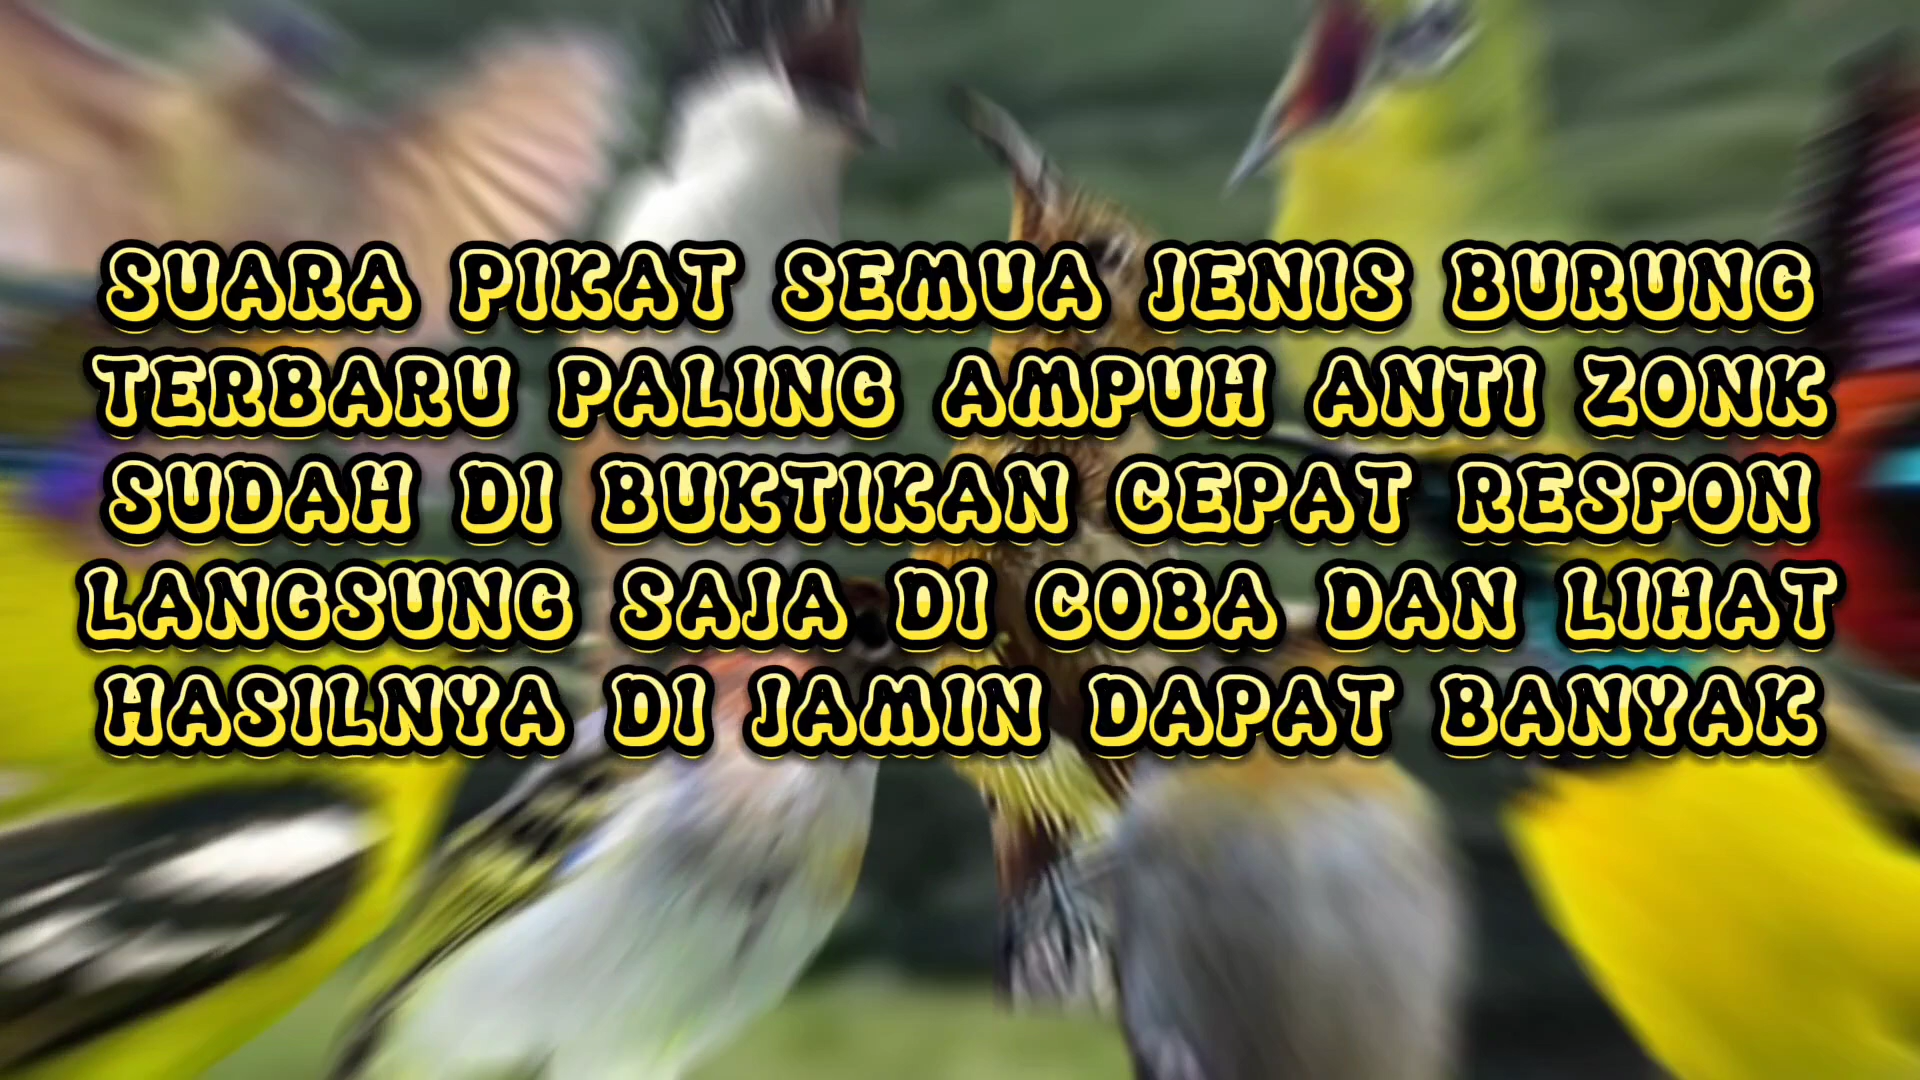 SUARA PIKAT SEMUA JENIS BURUNG
TERBARU PALING AMPUH ANTI ZONK
SUDAH DI BUKTIKAN CEPAT RESPON
LANGSUNG SAJA DI COBA DAN LIHAT
HASILNYA DI JAMIN DAPAT BANYAK